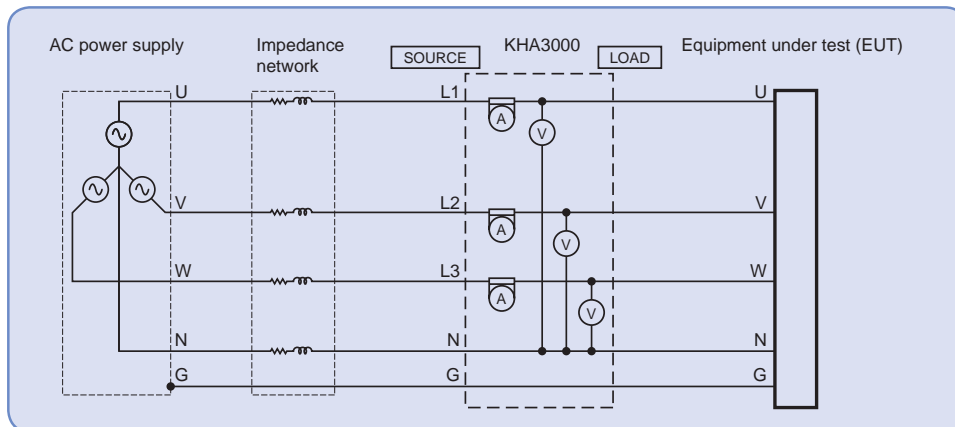 AC power supply
Impedance network
SOURCE
KHA3000
LOAD
Equipment under test (EUT)
U
L1
U
A
V
V
L2
V
A
V
W
L3
W
A
V
N
N
N
G
G
G